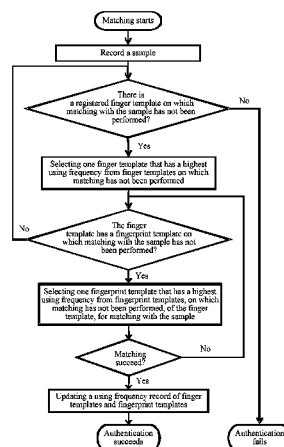 Matching starts
Record a sample
There is
a registered finger template on which
matching with the sample has not been
performed?
No
Yes
Selecting one finger template that has a highest
using frequency from finger templates on which
matching has not been performed
The finger
template has a fingerprint template on
which matching with the sample has not
been performed?
No
Yes
Selecting one fingerprint template that has a highest
using frequency from fingerprint templates, on which
matching has not been performed, of the finger
template, for matching with the sample
Matching
succeed?
No
Yes
Updating a using frequency record of finger
templates and fingerprint templates
Authentication
succeeds
Authentication
fails